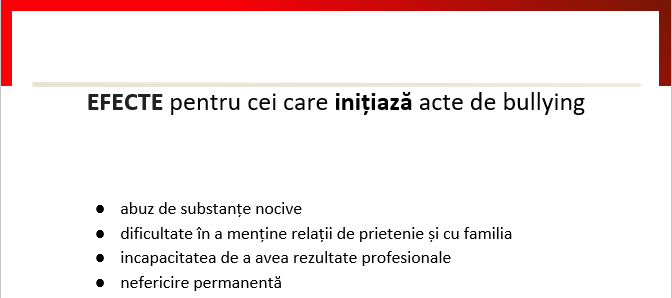 EFECTE pentru cei care inițiază acte de bullying
● abuz de substanțe nocive
● dificultate în a menține relații de prietenie și cu familia
● incapacitatea de a avea rezultate profesionale
● nefericire permanentă